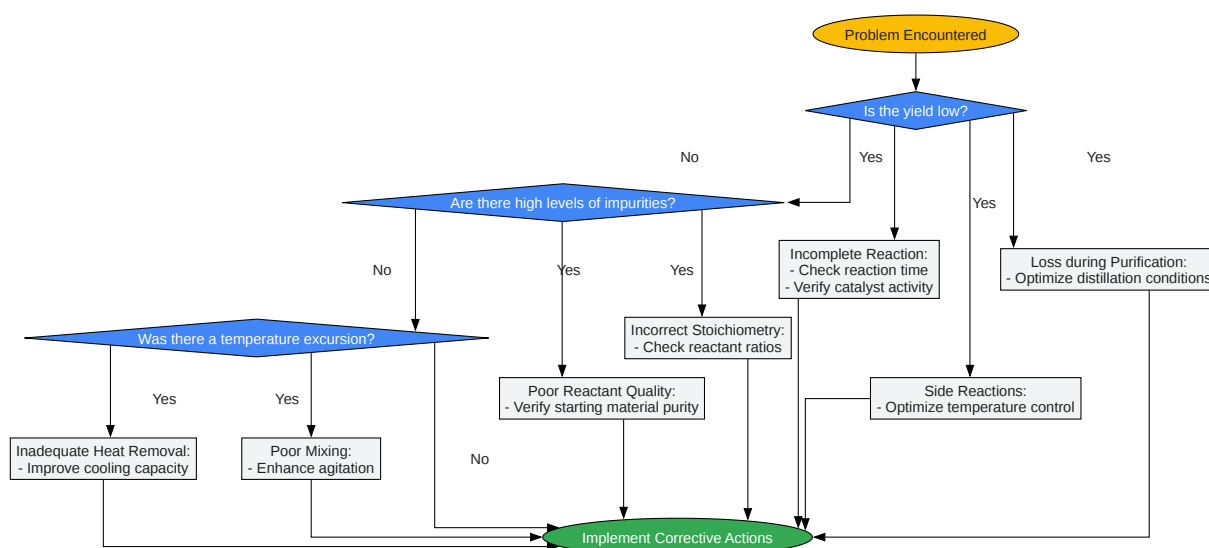 Problem Encountered
Is the yield low?
No
Yes
Yes
Are there high levels of impurities?
Yes
Incomplete Reaction:
- Check reaction time
- Verify catalyst activity
Loss during Purification:
- Optimize distillation conditions
No
Yes
Yes
Incorrect Stoichiometry:
- Check reactant ratios
Was there a temperature excursion?
Poor Reactant Quality:
- Verify starting material purity
Side Reactions:
- Optimize temperature control
Yes
Yes
Inadequate Heat Removal:
- Improve cooling capacity
Poor Mixing:
- Enhance agitation
No
Implement Corrective Actions